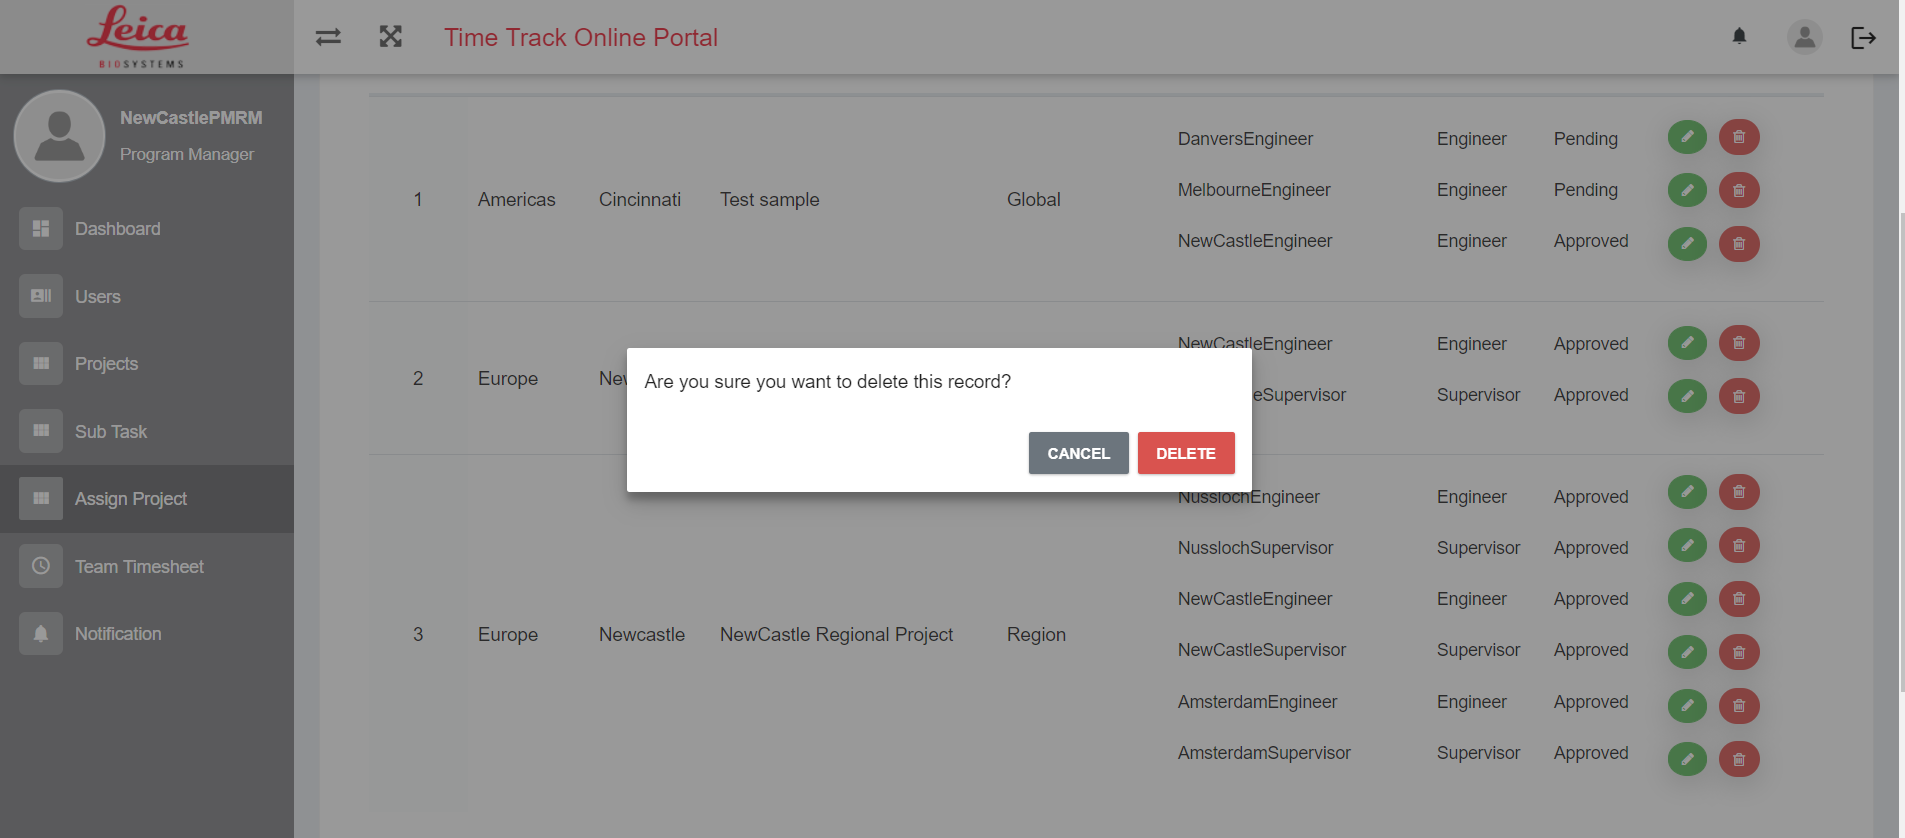 Leica
BIOSYSTEMS
Time Track Online Portal
NewCastlePMRM
Program Manager
Dashboard
Users
Projects
Sub Task
Assign Project
Team Timesheet
Notification
1 Americas Cincinnati Test sample Global
DanversEngineer Engineer Pending
MelbourneEngineer Engineer Pending
NewCastleEngineer Engineer Approved
2 Europe
NewCastleEngineer Engineer Approved
eSupervisor Supervisor Approved
Are you sure you want to delete this record?
CANCEL DELETE
3 Europe Newcastle NewCastle Regional Project Region
NusslochEngineer Engineer Approved
NusslochSupervisor Supervisor Approved
NewCastleEngineer Engineer Approved
NewCastleSupervisor Supervisor Approved
AmsterdamEngineer Engineer Approved
AmsterdamSupervisor Supervisor Approved